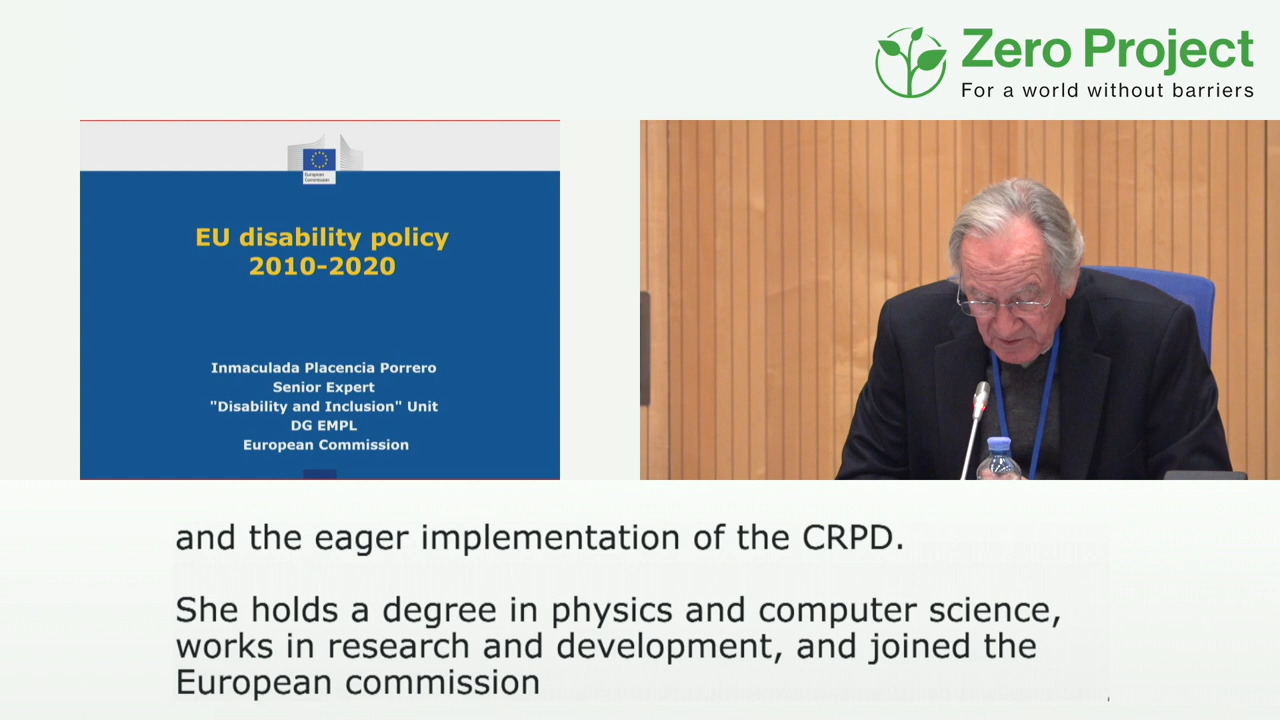 Zero Project
For a world without barriers
European
Commission
EU disability policy
2010-2020
Inmaculada Placencia Porrero
Senior Expert
"Disability and Inclusion" Unit
DG EMPL
European Commission
and the eager implementation of the CRPD.
She holds a degree in physics and computer science,
works in research and development, and joined the
European commission